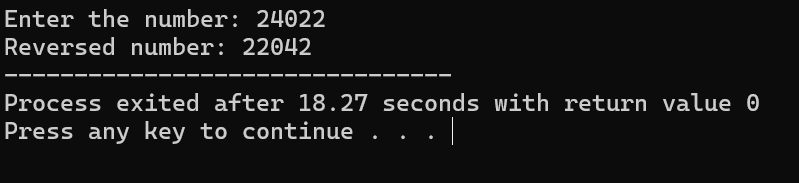 Enter the number: 24022
Reversed number: 22042
--------------------------------
Process exited after 18.27 seconds with return value 0
Press any key to continue . . .